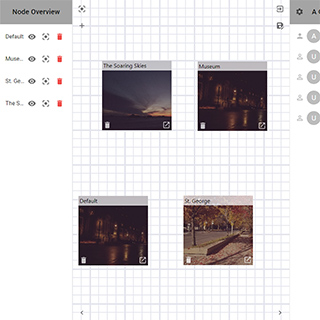 Node Overview
A
Default
Muse...
St. Ge...
The S...
The Soaring Skies
Museum
Default
St. George
A
A
A
A
A